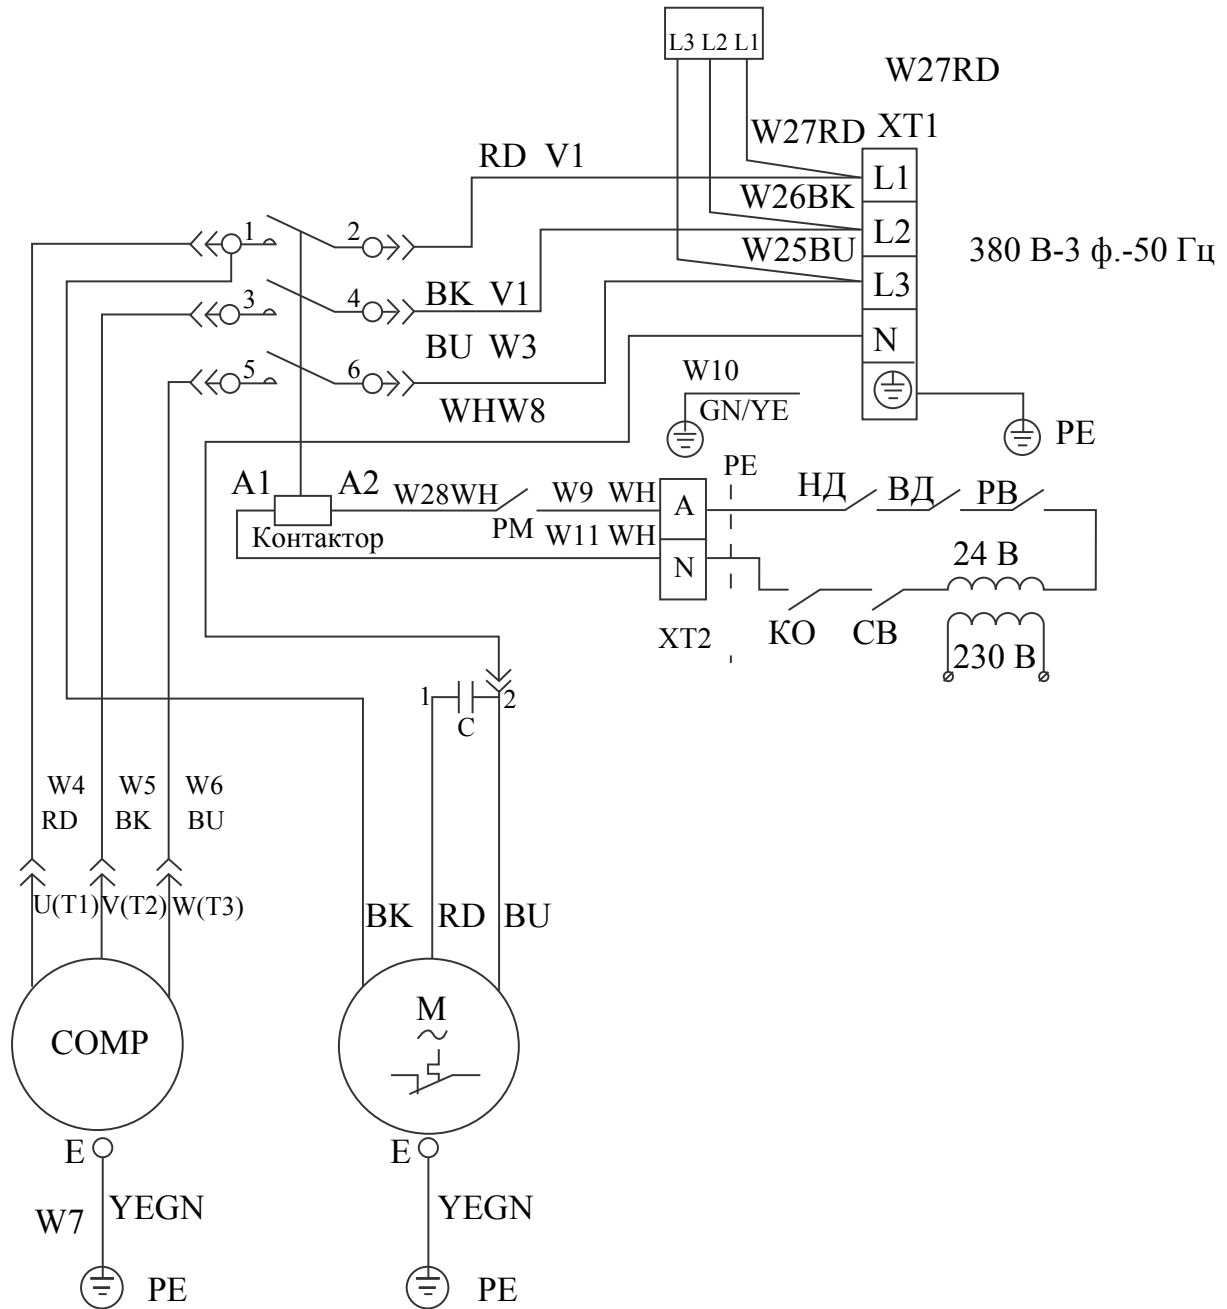 L3 L2 L1
W27RD
W27RD
XT1
RD V1
L1
W26BK
1
2
L2
W25BU
380 В-3 ф.-50 Гц
3
4
BK V1
L3
BU W3
N
5
6
W10
WHW8
GN/YE
PE
PE
A1
A2
W28WH
W9 WH
A
НД
ВД
РВ
Контактор
РМ
W11 WH
N
24 В
XT2
КО
СВ
230 В
1
2
C
W4
W5
W6
RD
BK
BU
U(T1)
V(T2)
W(T3)
BK
RD
BU
COMP
M
E
E
W7
YEGN
YEGN
PE
PE